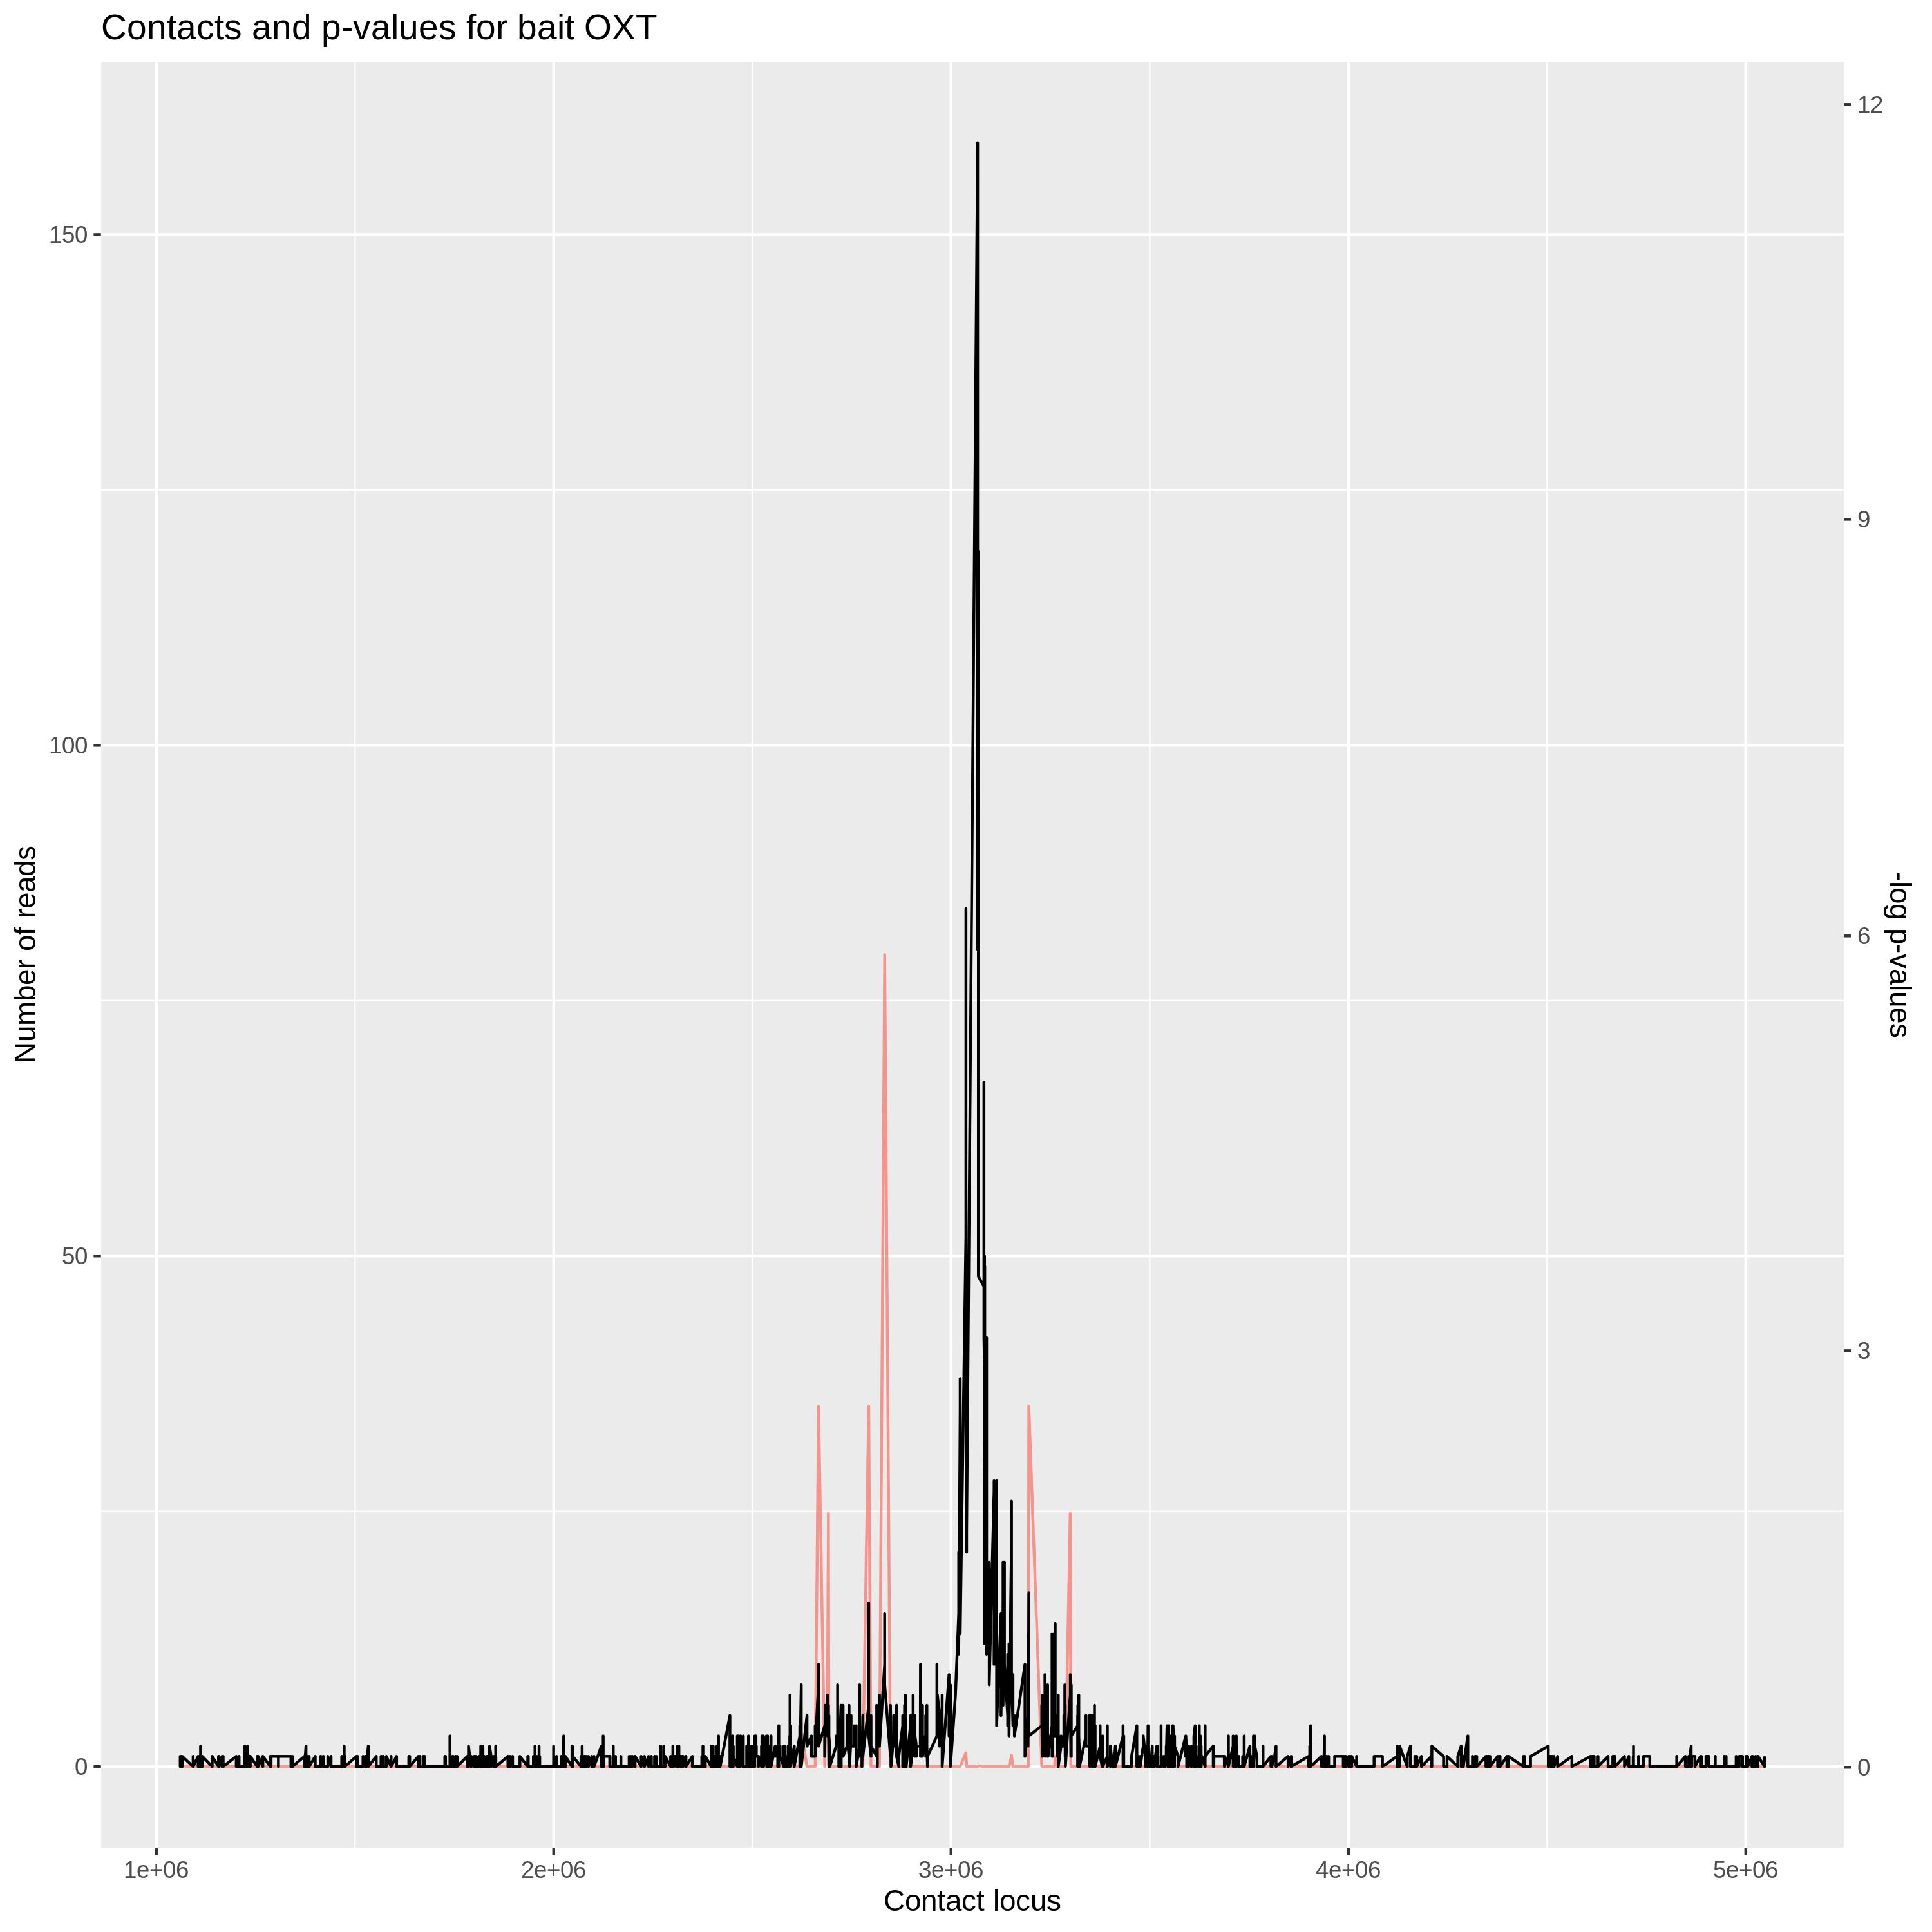 Contacts and p-values for bait OXT
150
100
50
0
12
9
6
3
0
Number of reads
-log p-values
1e+06
2e+06
3e+06
4e+06
5e+06
Contact locus